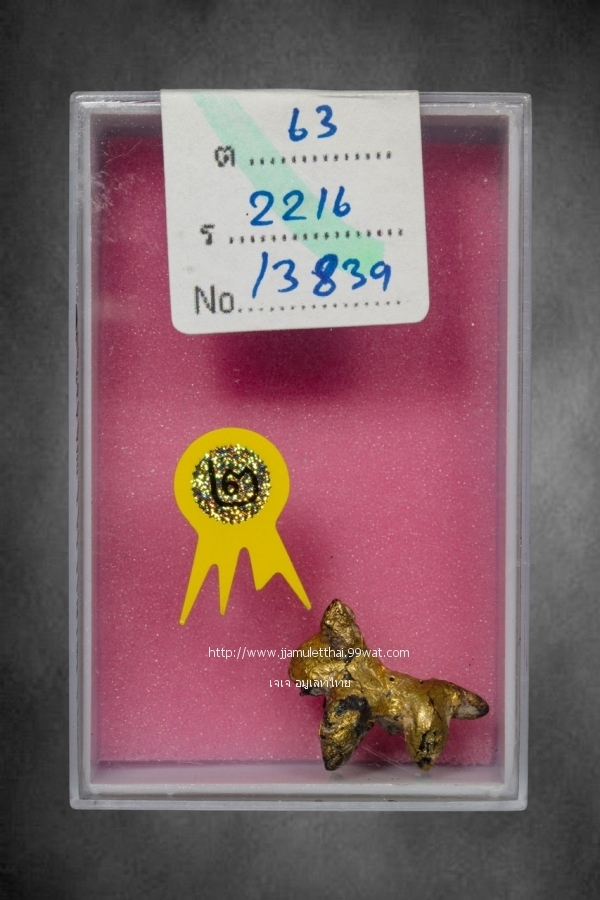 ต 63
ร 2216
No. 13839
๒
http://www.jjamuletthai.99wat.com
เจเจ อมูเลทไทย